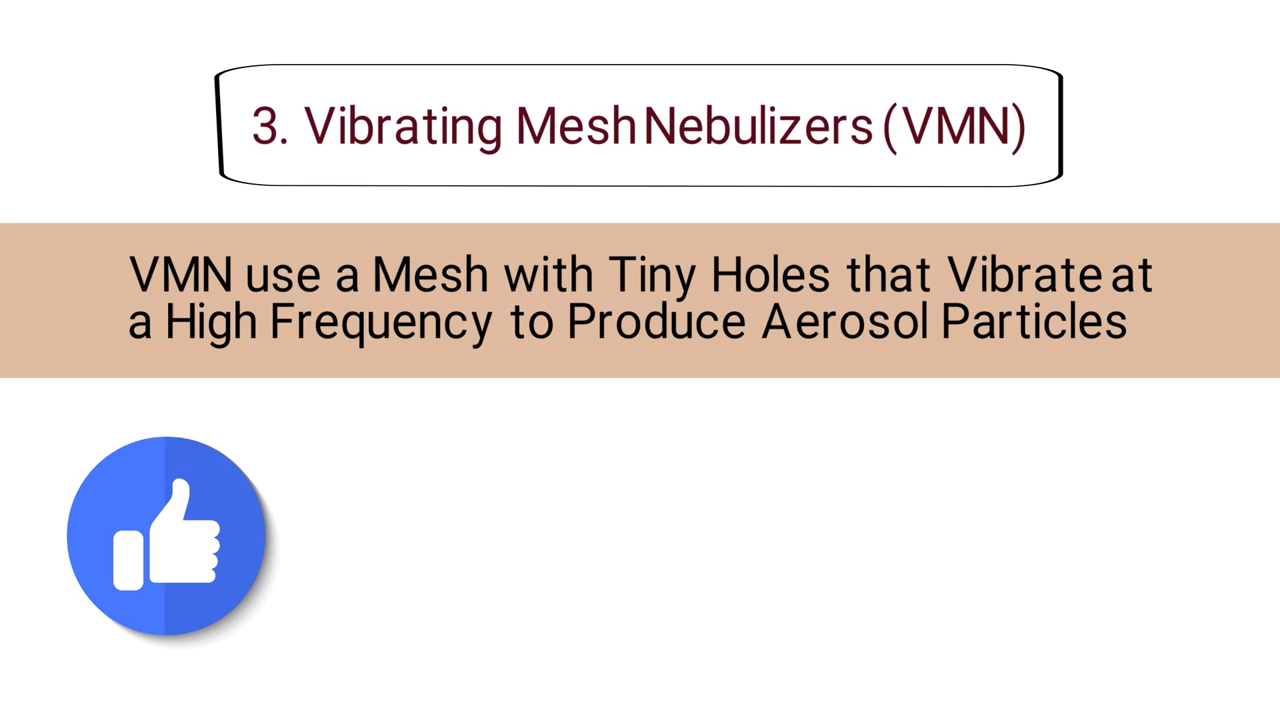 3. Vibrating Mesh Nebulizers (VMN)
VMN use a Mesh with Tiny Holes that Vibrate at
a High Frequency to Produce Aerosol Particles